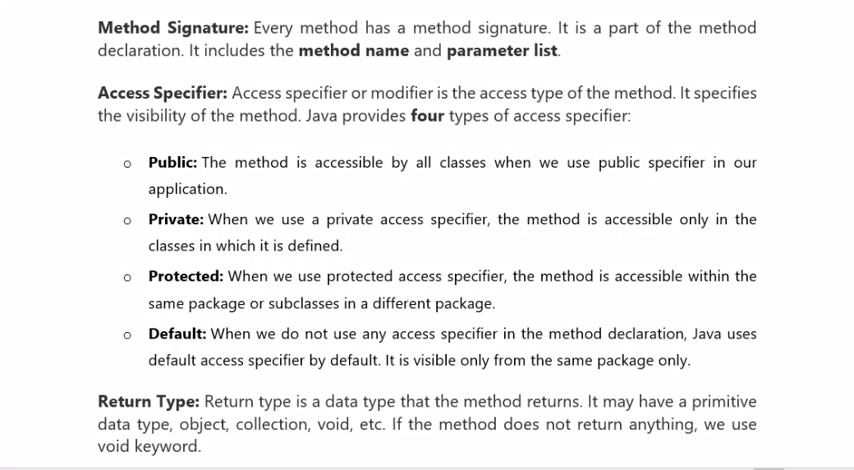 Method Signature: Every method has a method signature. It is a part of the method
declaration. It includes the method name and parameter list.
Access Specifier: Access specifier or modifier is the access type of the method. It specifies
the visibility of the method. Java provides four types of access specifier:
o Public: The method is accessible by all classes when we use public specifier in our
application.
o Private: When we use a private access specifier, the method is accessible only in the
classes in which it is defined.
o Protected: When we use protected access specifier, the method is accessible within the
same package or subclasses in a different package.
o Default: When we do not use any access specifier in the method declaration, Java uses
default access specifier by default. It is visible only from the same package only.
Return Type: Return type is a data type that the method returns. It may have a primitive
data type, object, collection, void, etc. If the method does not return anything, we use
void keyword.